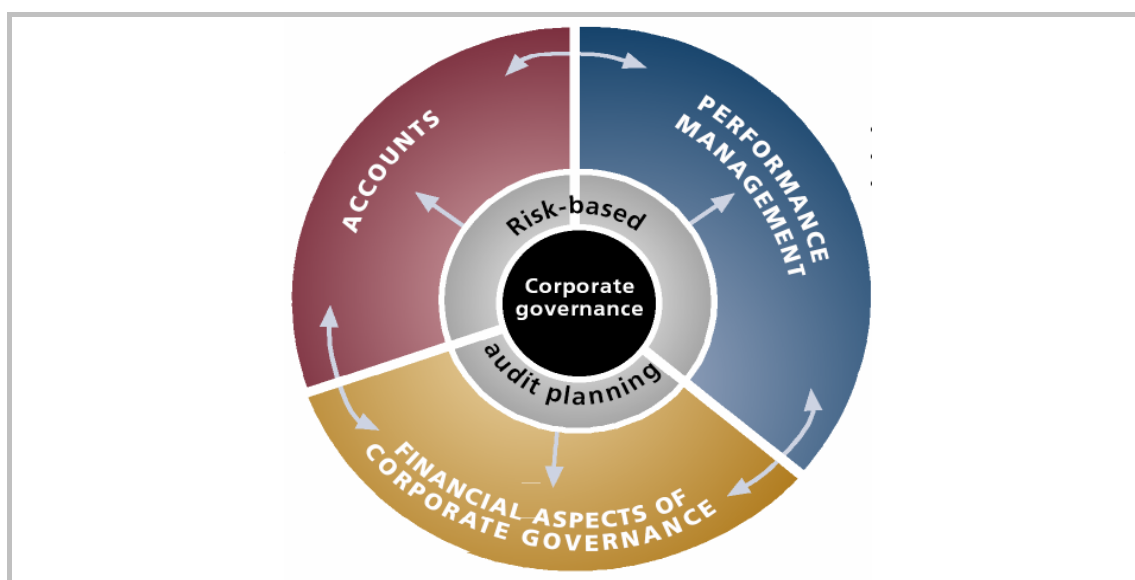 ACCOUNTS
PERFORMANCE
MANAGEMENT
Risk-based
Corporate
governance
audit planning
FINANCIAL ASPECTS OF
CORPORATE GOVERNANCE